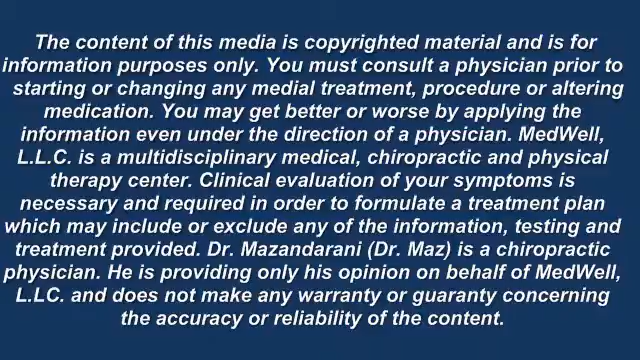 The content of this media is copyrighted material and is for
information purposes only. You must consult a physician prior to
starting or changing any medial treatment, procedure or altering
medication. You may get better or worse by applying the
information even under the direction of a physician. MedWell,
L.L.C. is a multidisciplinary medical, chiropractic and physical
therapy center. Clinical evaluation of your symptoms is
necessary and required in order to formulate a treatment plan
which may include or exclude any of the information, testing and
treatment provided. Dr. Mazandarani (Dr. Maz) is a chiropractic
physician. He is providing only his opinion on behalf of MedWell,
L.LC. and does not make any warranty or guaranty concerning
the accuracy or reliability of the content.